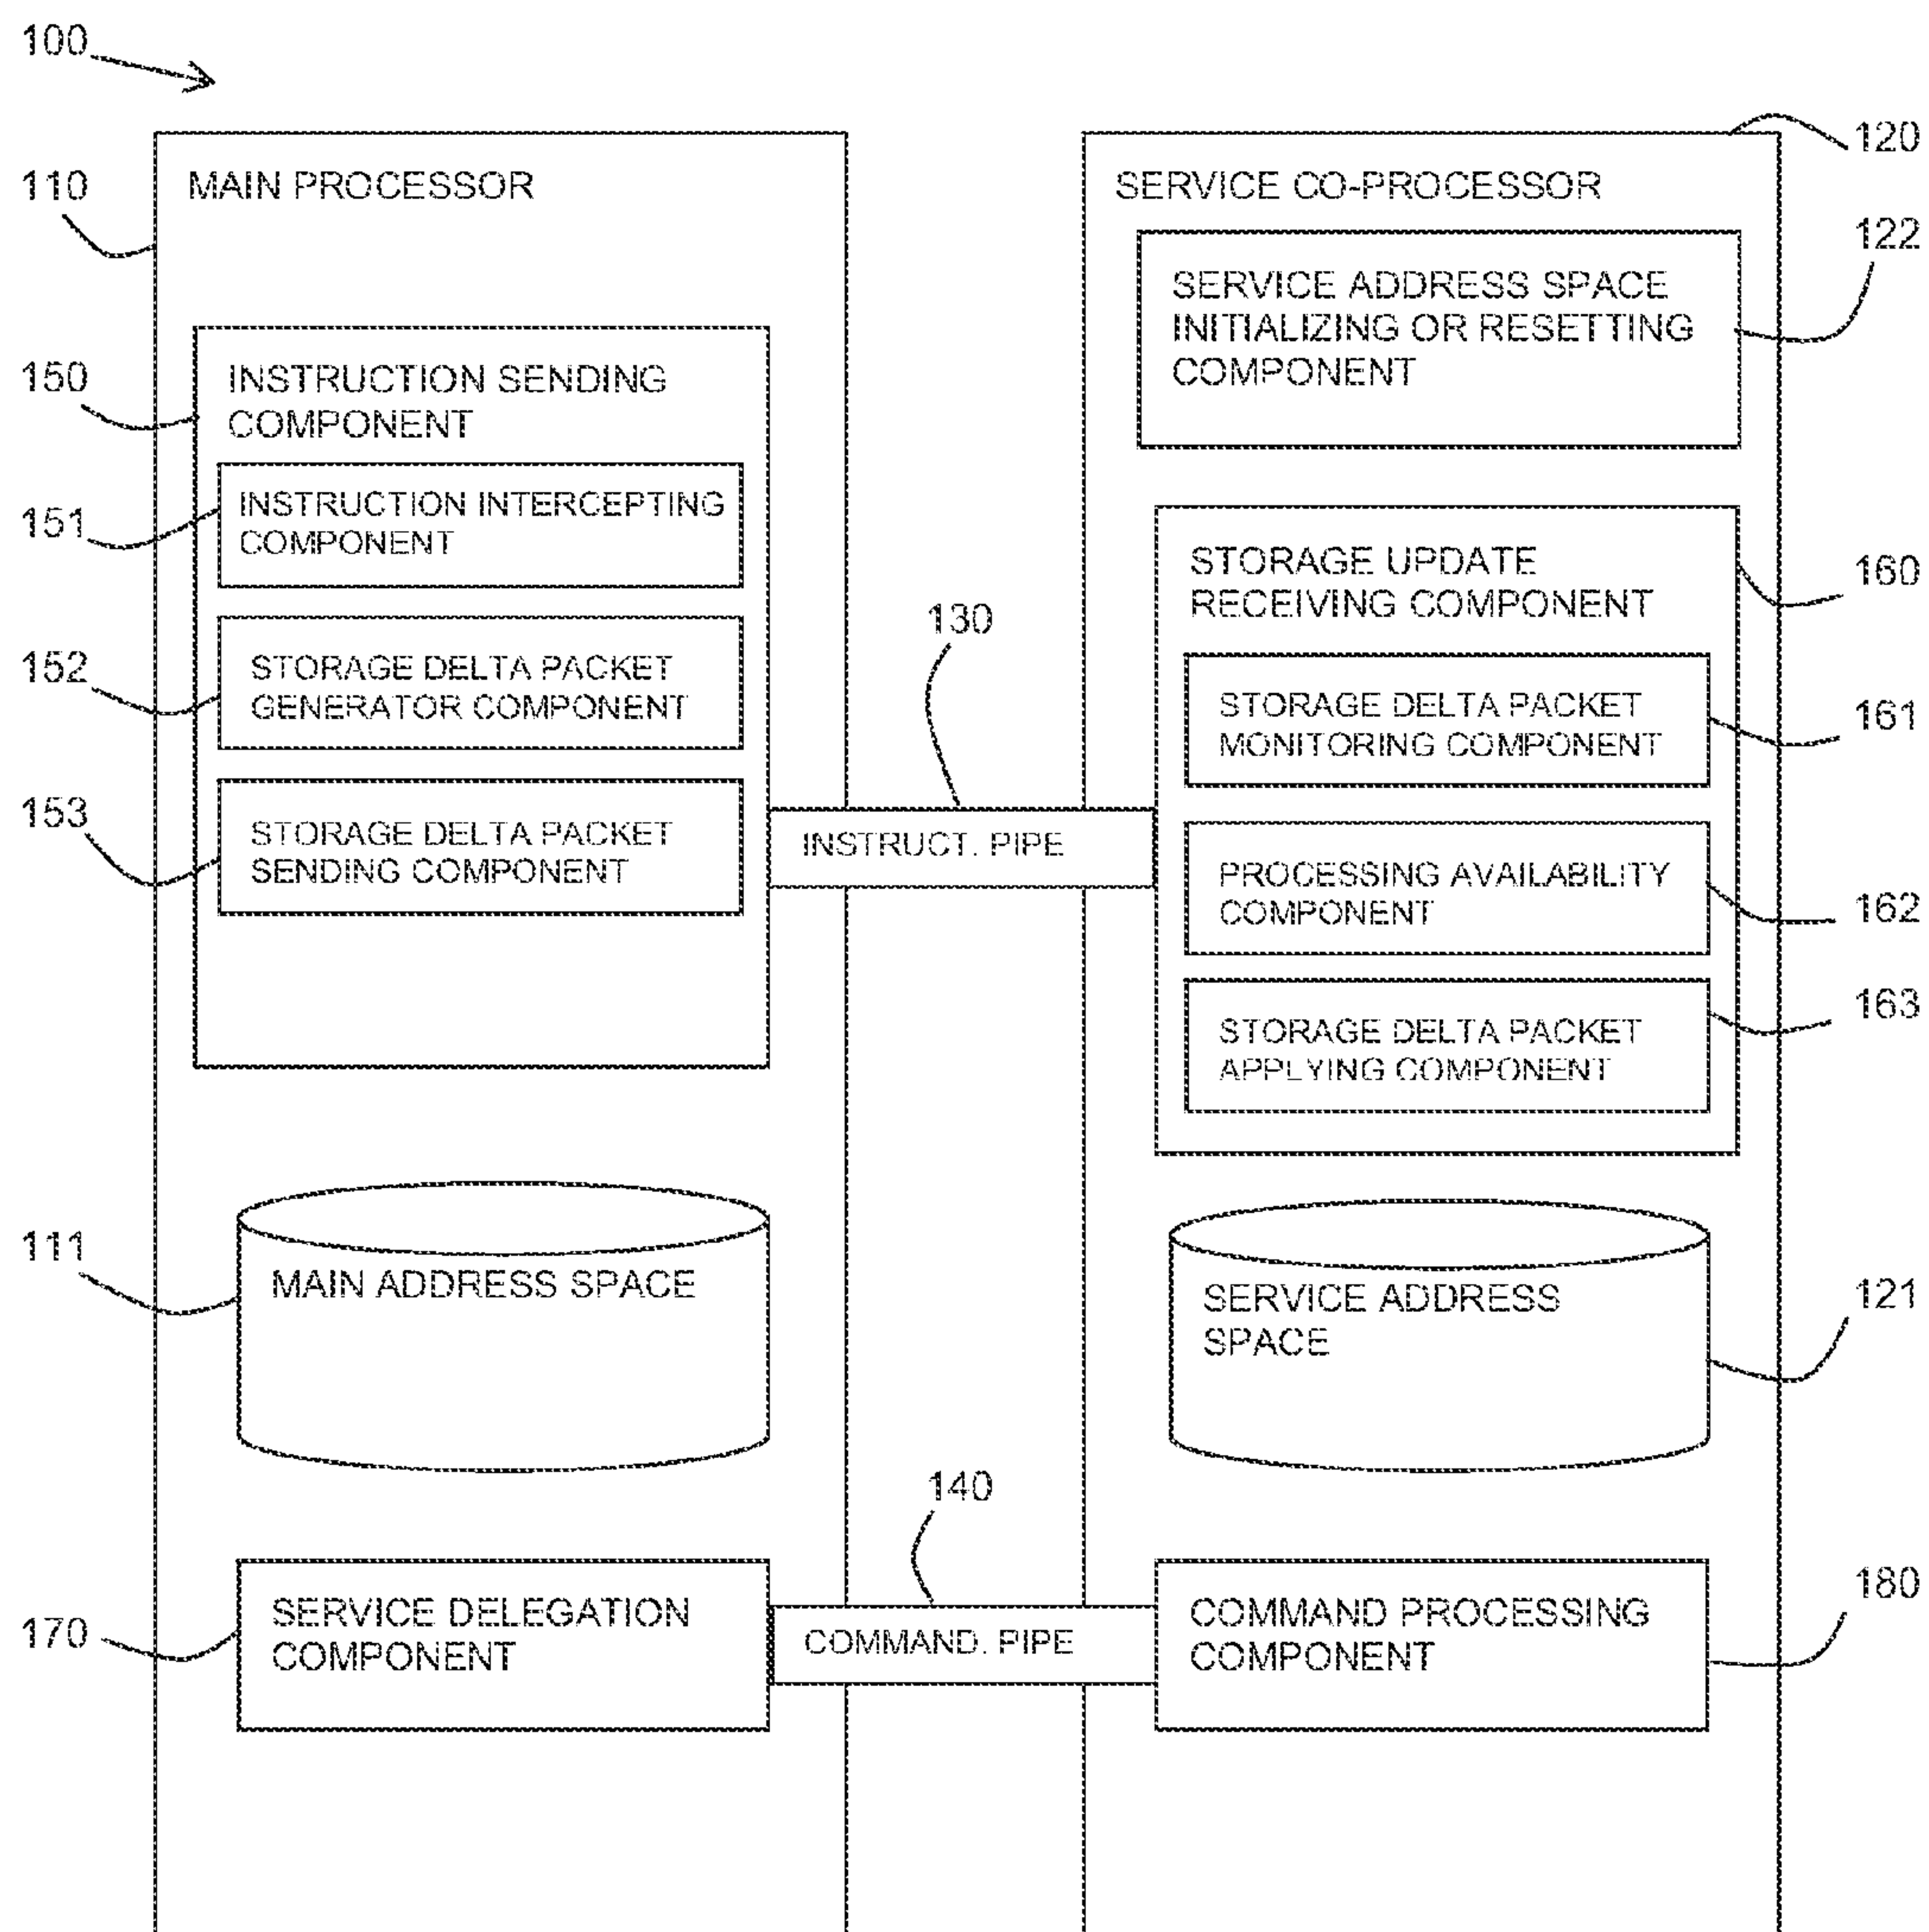 100
110
MAIN PROCESSOR
150
INSTRUCTION SENDING
COMPONENT
151
INSTRUCTION INTERCEPTING
COMPONENT
152
STORAGE DELTA PACKET
GENERATOR COMPONENT
153
STORAGE DELTA PACKET
SENDING COMPONENT
111
MAIN ADDRESS SPACE
170
SERVICE DELEGATION
COMPONENT
130
INSTRUCT. PIPE
140
COMMAND. PIPE
120
SERVICE CO-PROCESSOR
122
SERVICE ADDRESS SPACE
INITIALIZING OR RESETTING
COMPONENT
160
STORAGE UPDATE
RECEIVING COMPONENT
161
STORAGE DELTA PACKET
MONITORING COMPONENT
162
PROCESSING AVAILABILITY
COMPONENT
163
STORAGE DELTA PACKET
APPLYING COMPONENT
121
SERVICE ADDRESS
SPACE
180
COMMAND PROCESSING
COMPONENT